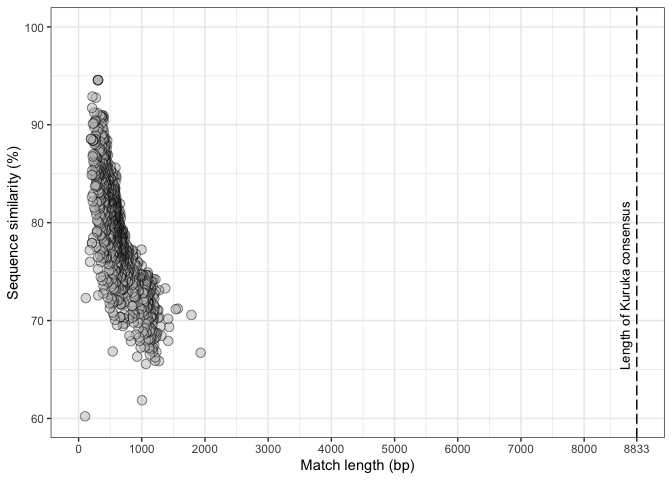 100
90
80
70
60
Sequence similarity (%)
Length of Kuruka consensus
0 1000 2000 3000 4000 5000 6000 7000 8000 8833
Match length (bp)